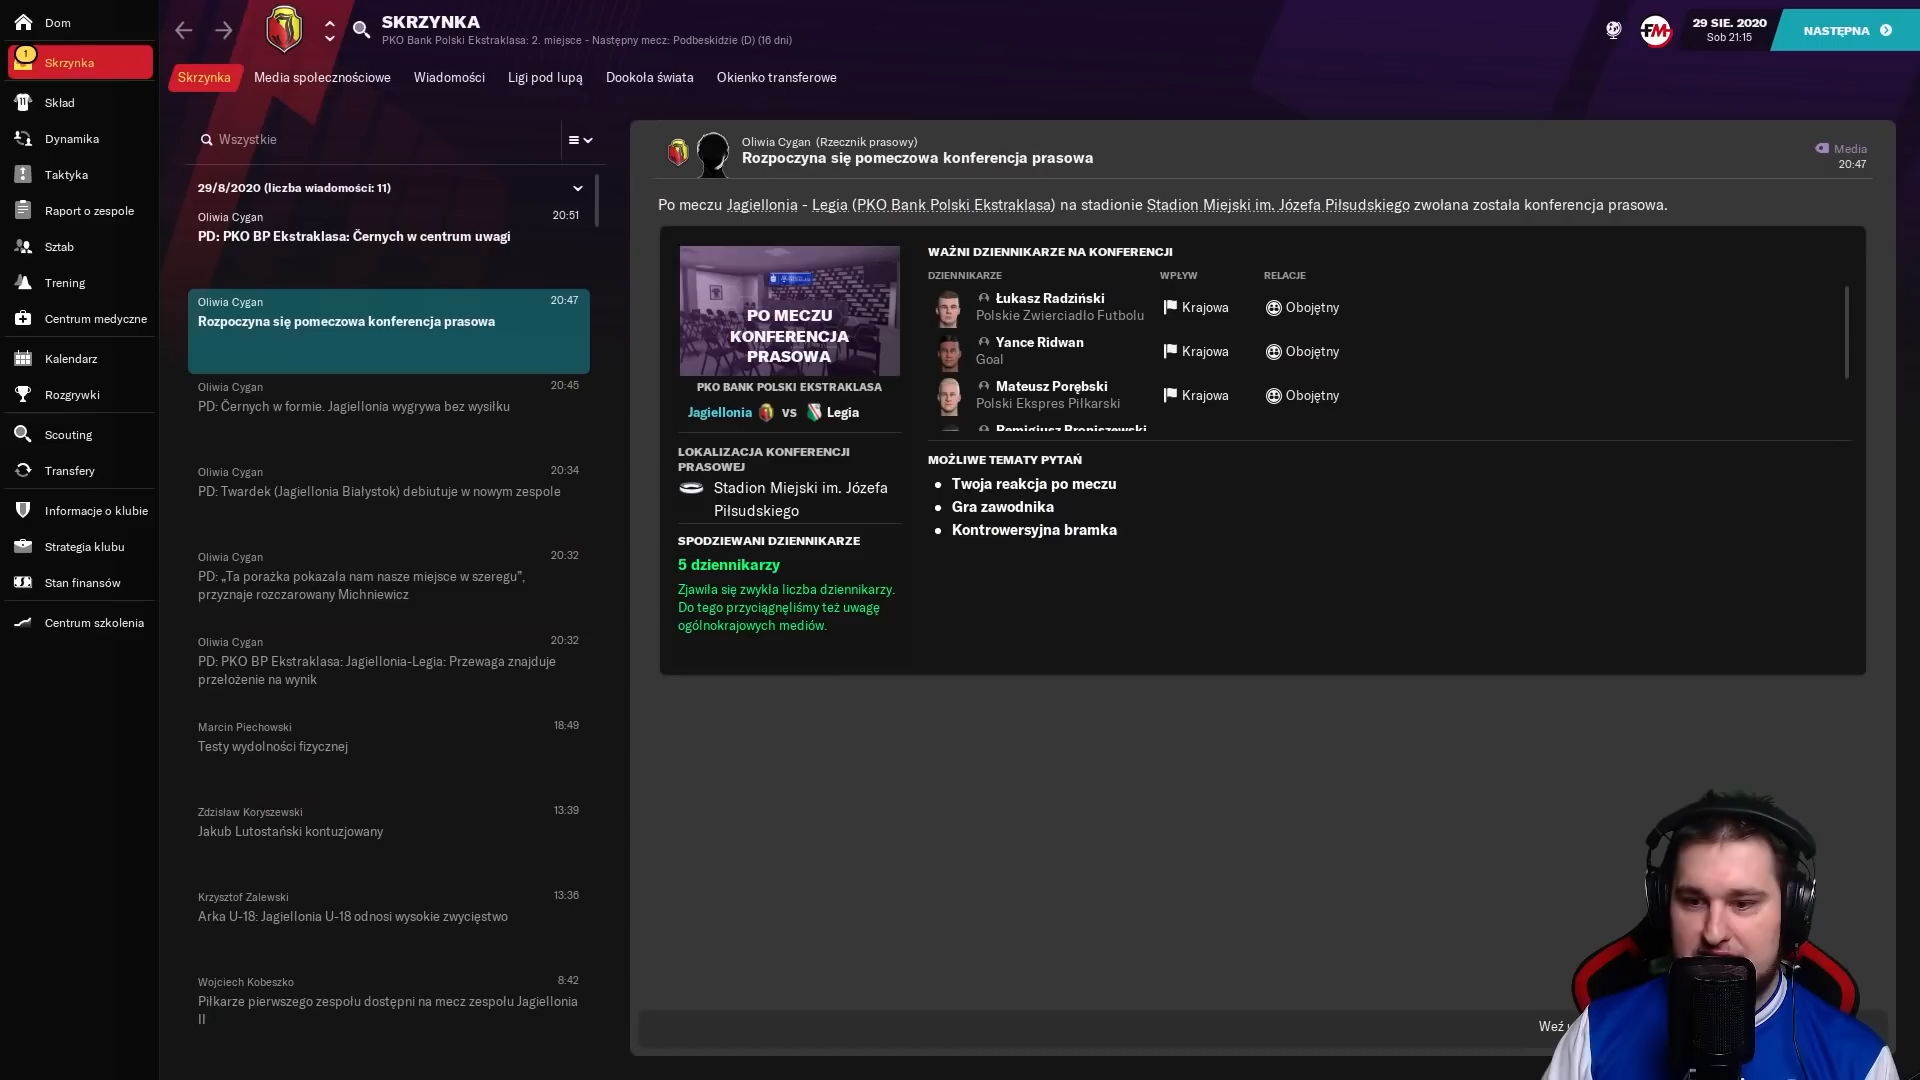 Dom
1
Skrzynka
Skład
Dynamika
Taktyka
Raport o zespole
Sztab
Trening
Centrum medyczne
Kalendarz
Rozgrywki
Scouting
Transfery
Informacje o klubie
Strategia klubu
Stan finansów
Centrum szkolenia
SKRZYNKA
PKO Bank Polski Ekstraklasa: 2. miejsce - Następny mecz: Podbeskidzie (D) (16 dni)
FM
29 SIE. 2020
Sob 21:15
NASTĘPNA
Skrzynka Media społecznościowe Wiadomości Ligi pod lupą Dookoła świata Okienko transferowe
Wszystkie
29/8/2020 (liczba wiadomości: 11)
Oliwia Cygan 20:51
PD: PKO BP Ekstraklasa: Černych w centrum uwagi
Oliwia Cygan 20:47
Rozpoczyna się pomeczowa konferencja prasowa
Oliwia Cygan 20:45
PD: Černych w formie. Jagiellonia wygrywa bez wysiłku
Oliwia Cygan 20:34
PD: Twardek (Jagiellonia Białystok) debiutuje w nowym zespole
Oliwia Cygan 20:32
PD: „Ta porażka pokazała nam nasze miejsce w szeregu”,
przyznaje rozczarowany Michniewicz
Oliwia Cygan 20:32
PD: PKO BP Ekstraklasa: Jagiellonia-Legia: Przewaga znajduje
przełożenie na wynik
Marcin Piechowski 18:49
Testy wydolności fizycznej
Zdzisław Koryszewski 13:39
Jakub Lutostański kontuzjowany
Krzysztof Zalewski 13:36
Arka U-18: Jagiellonia U-18 odnosi wysokie zwycięstwo
Wojciech Kobeszko 8:42
Piłkarze pierwszego zespołu dostępni na mecz zespołu Jagiellonia
II
Oliwia Cygan (Rzecznik prasowy)
Rozpoczyna się pomeczowa konferencja prasowa
Media
20:47
Po meczu Jagiellonia - Legia (PKO Bank Polski Ekstraklasa) na stadionie Stadion Miejski im. Józefa Piłsudskiego zwołana została konferencja prasowa.
PO MECZU
KONFERENCJA
PRASOWA
PKO BANK POLSKI EKSTRAKLASA
Jagiellonia vs Legia
LOKALIZACJA KONFERENCJI
PRASOWEJ
Stadion Miejski im. Józefa
Piłsudskiego
SPODZIEWANI DZIENNIKARZE
5 dziennikarzy
Zjawiła się zwykła liczba dziennikarzy.
Do tego przyciągnęliśmy też uwagę
ogólnokrajowych mediów.
WAŻNI DZIENNIKARZE NA KONFERENCJI
DZIENNIKARZE WPŁYW RELACJE
Łukasz Radziński
Polskie Zwierciadło Futbolu
Krajowa Obojętny
Yance Ridwan
Goal
Krajowa Obojętny
Mateusz Porębski
Polski Ekspres Piłkarski
Krajowa Obojętny
Remigiusz Broniszewski
MOŻLIWE TEMATY PYTAŃ
• Twoja reakcja po meczu
• Gra zawodnika
• Kontrowersyjna bramka
Weź